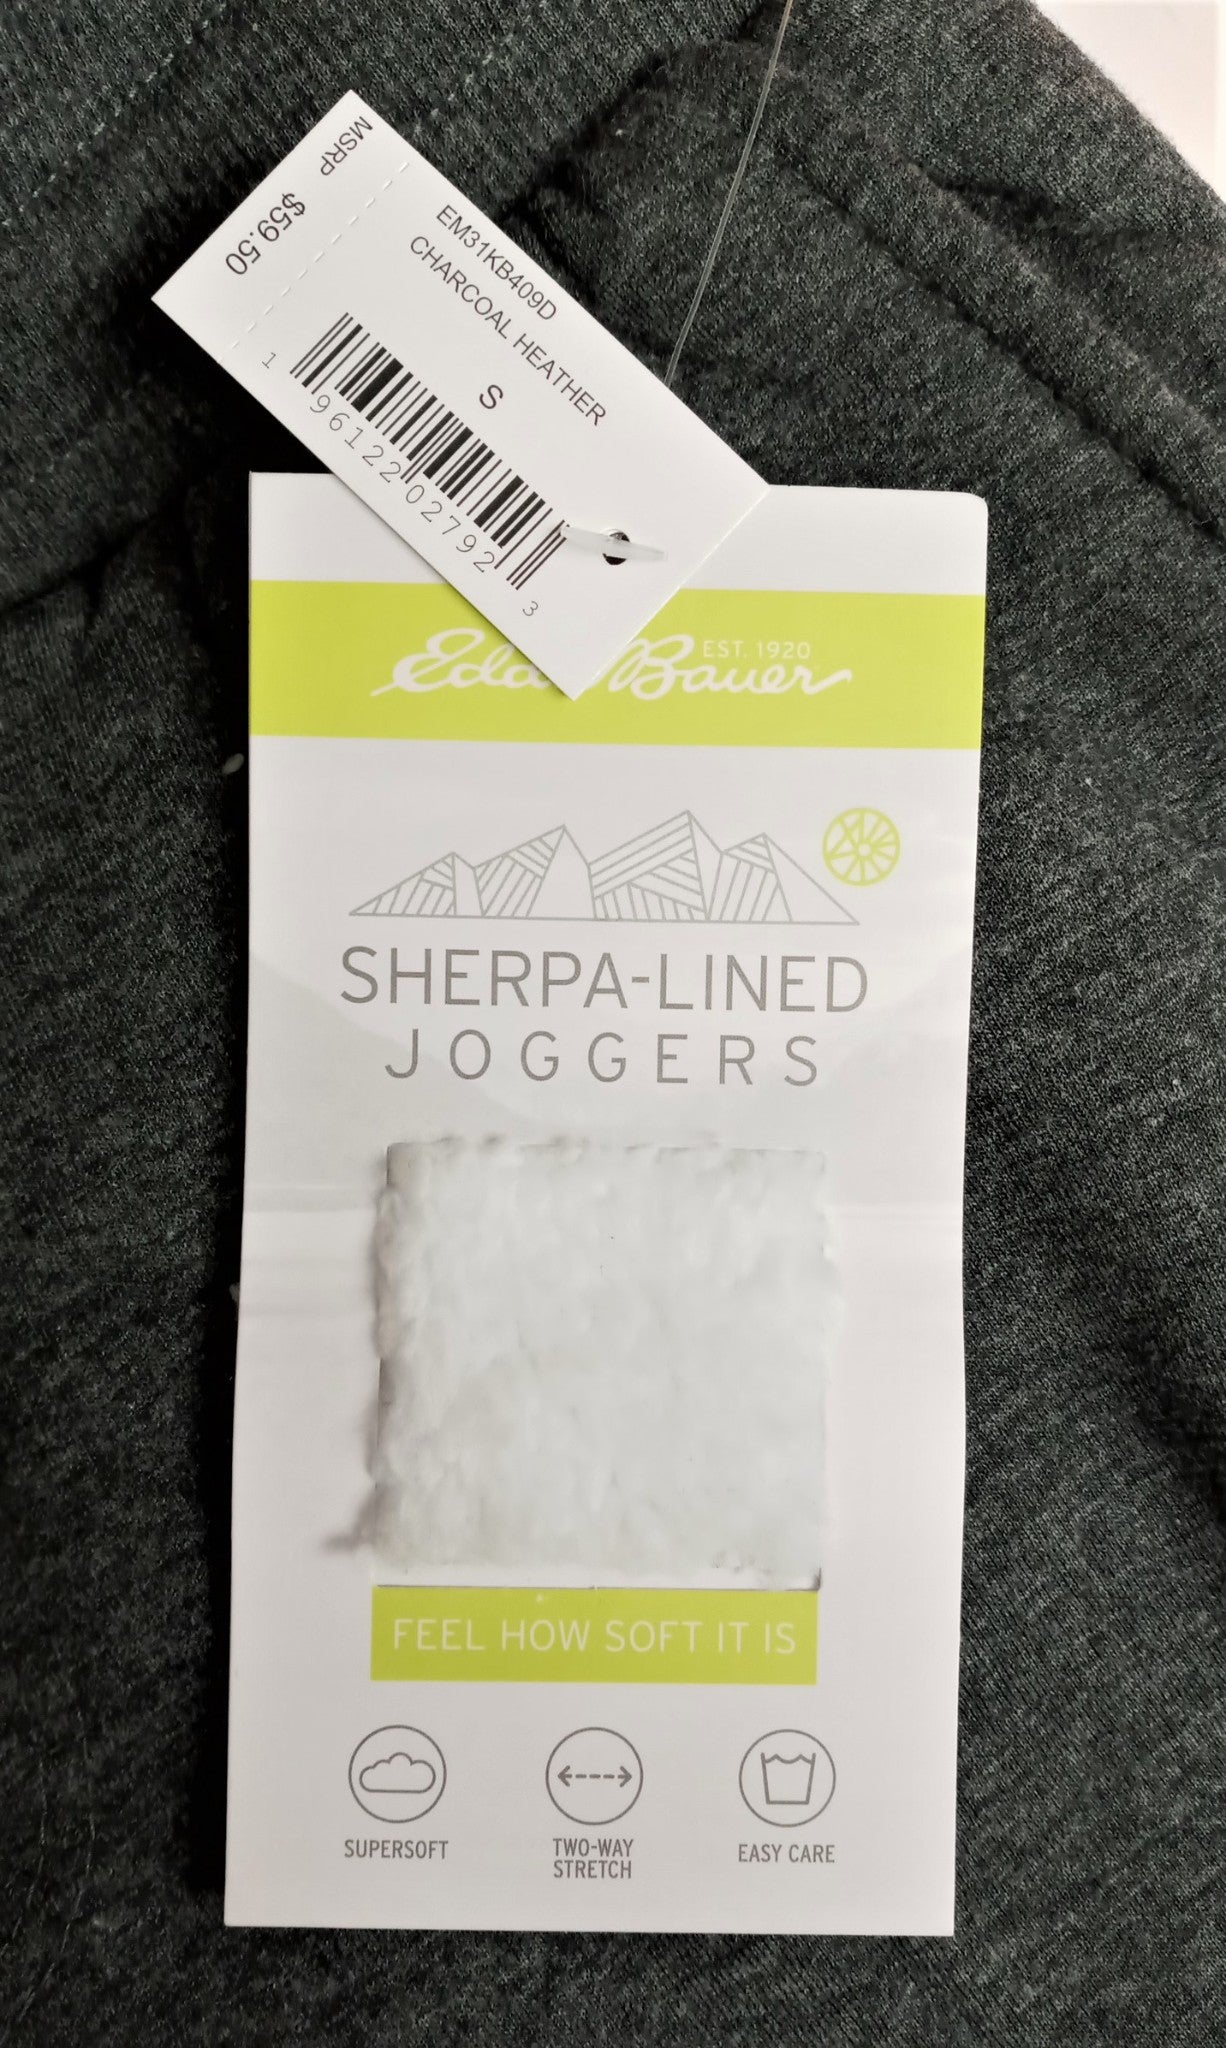 MSRP
$59.50
EM31KB409D
CHARCOAL HEATHER
S
1 96122 02792 3
Bauer
EST. 1920
SHERPA-LINED
JOGGERS
FEEL HOW SOFT IT IS
SUPERSOFT
TWO-WAY
STRETCH
EASY CARE